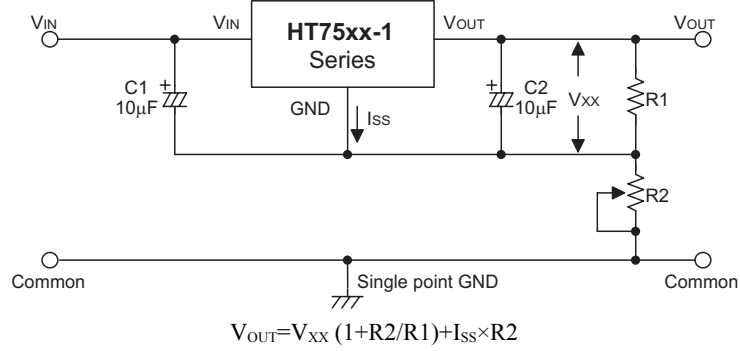 VIN VIN HT75xx-1 VOUT VOUT
Series
C1
10μF
+
GND
ISS
C2
10μF
+
VXX
R1
R2
Common
Single point GND
Common
VOUT=VXX (1+R2/R1)+ISS×R2